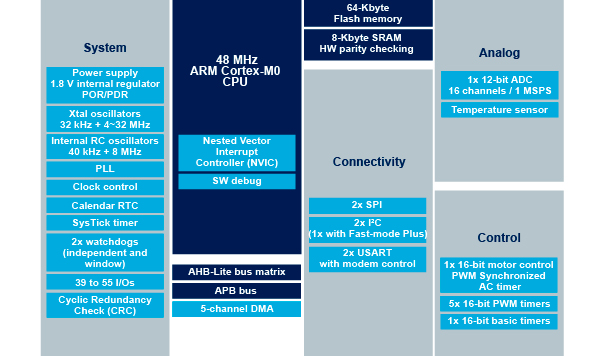 System
Power supply
1.8 V internal regulator
POR/PDR
Xtal oscillators
32 kHz + 4~32 MHz
Internal RC oscillators
40 kHz + 8 MHz
PLL
Clock control
Calendar RTC
SysTick timer
2x watchdogs
(independent and
window)
39 to 55 I/Os
Cyclic Redundancy
Check (CRC)
48 MHz
ARM Cortex-M0
CPU
Nested Vector
Interrupt
Controller (NVIC)
SW debug
AHB-Lite bus matrix
APB bus
5-channel DMA
64-Kbyte
Flash memory
8-Kbyte SRAM
HW parity checking
Connectivity
2x SPI
2x I²C
(1x with Fast-mode Plus)
2x USART
with modem control
Analog
1x 12-bit ADC
16 channels / 1 MSPS
Temperature sensor
Control
1x 16-bit motor control
PWM Synchronized
AC timer
5x 16-bit PWM timers
1x 16-bit basic timers